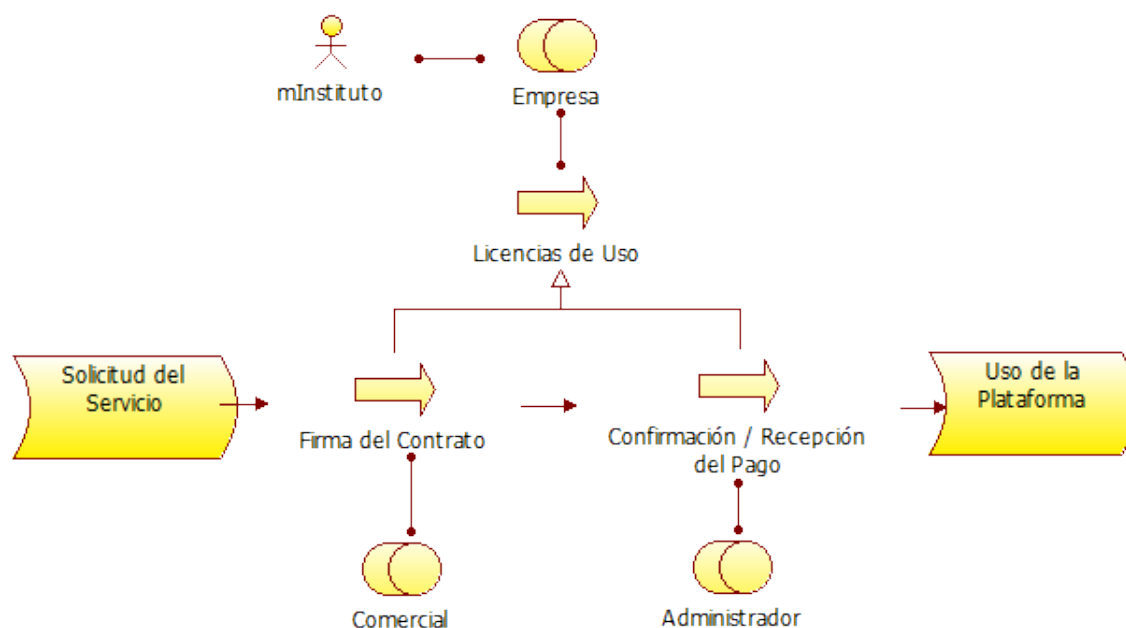 mInstituto
Empresa
Licencias de Uso
Solicitud del
Servicio
Firma del Contrato
Confirmación / Recepción
del Pago
Uso de la
Plataforma
Comercial
Administrador